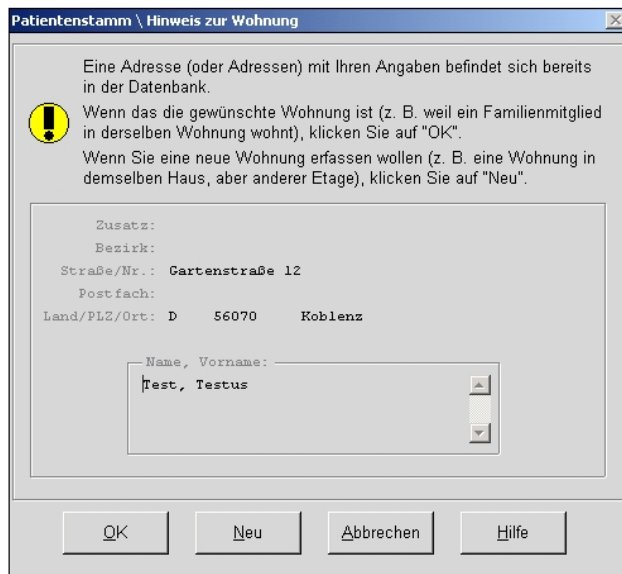 Patientenstamm \ Hinweis zur Wohnung
Eine Adresse (oder Adressen) mit Ihren Angaben befindet sich bereits
in der Datenbank.
Wenn das die gewünschte Wohnung ist (z. B. weil ein Familienmitglied
in derselben Wohnung wohnt), klicken Sie auf "OK".
Wenn Sie eine neue Wohnung erfassen wollen (z. B. eine Wohnung in
demselben Haus, aber anderer Etage), klicken Sie auf "Neu".
Zusatz:
Bezirk:
Straße/Nr.: Gartenstraße 12
Postfach:
Land/PLZ/Ort: D 56070 Koblenz
Name, Vorname:
Test, Testus
OK Neu Abbrechen Hilfe